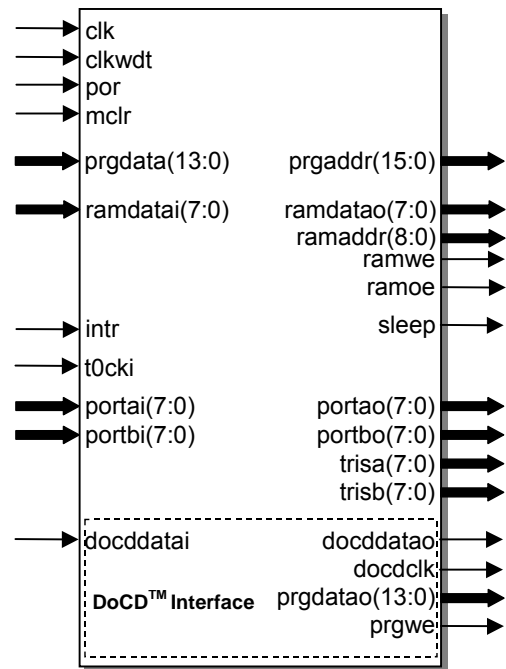 clk
clkwdt
por
mclr
prgdata(13:0) prgaddr(15:0)
ramdatai(7:0) ramdatao(7:0)
ramaddr(8:0)
ramwe
ramoe
intr sleep
t0cki
portai(7:0) portao(7:0)
portbi(7:0) portbo(7:0)
trisa(7:0)
trisb(7:0)
docddatai docddatao
docdclk
DoCD™ Interface prgdatao(13:0)
prgwe